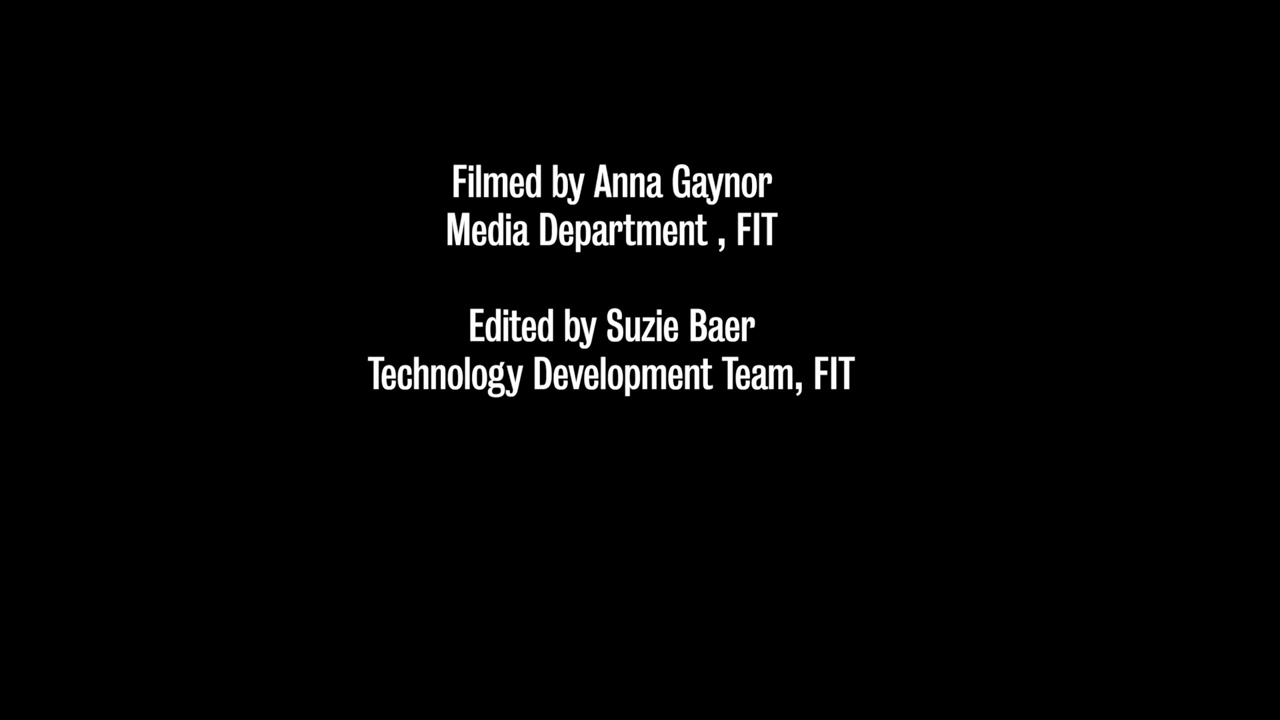 Filmed by Anna Gaynor
Media Department , FIT
Edited by Suzie Baer
Technology Development Team, FIT